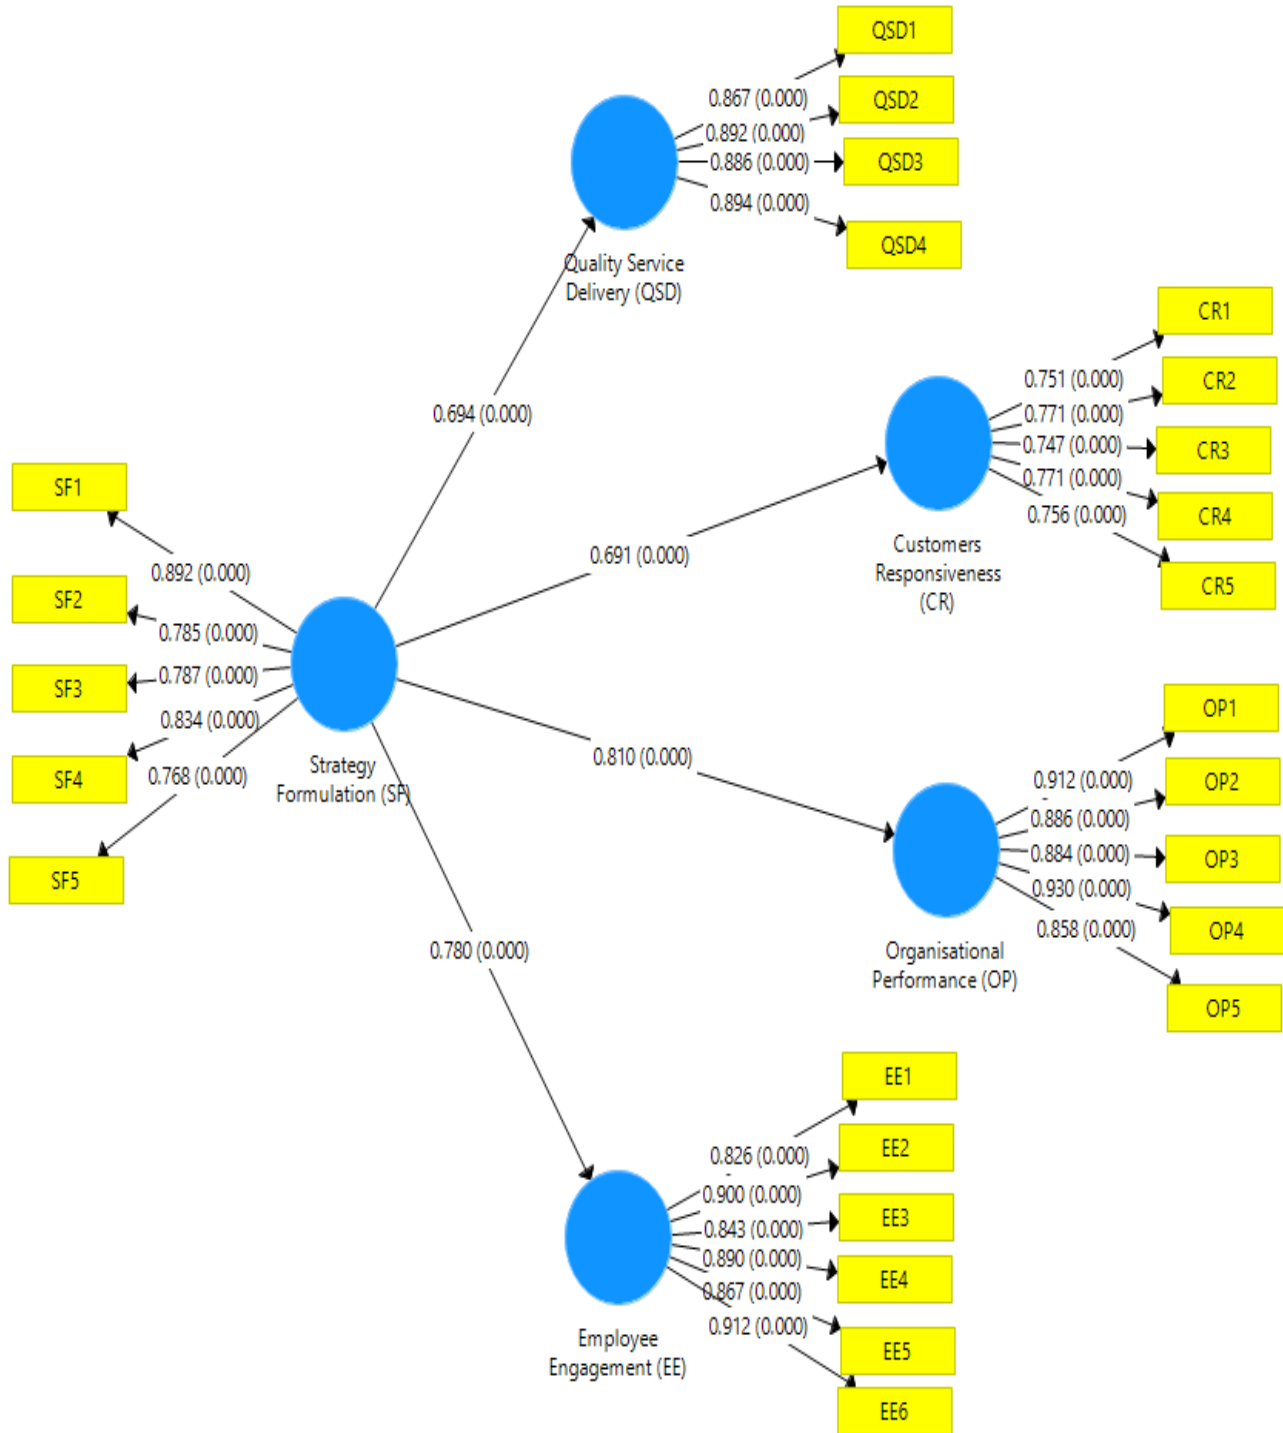 QSD1
0.867 (0.000)
QSD2
0.892 (0.000)
0.886 (0.000)
QSD3
0.894 (0.000)
QSD4
Quality Service
Delivery (QSD)
CR1
0.751 (0.000)
CR2
0.771 (0.000)
0.747 (0.000)
CR3
0.771 (0.000)
CR4
0.756 (0.000)
CR5
Customers
Responsiveness
(CR)
0.694 (0.000)
0.691 (0.000)
SF1
0.892 (0.000)
SF2
0.785 (0.000)
0.787 (0.000)
SF3
0.834 (0.000)
SF4
0.768 (0.000)
SF5
Strategy
Formulation (SF)
0.810 (0.000)
0.780 (0.000)
OP1
0.912 (0.000)
OP2
0.886 (0.000)
0.884 (0.000)
OP3
0.930 (0.000)
OP4
0.858 (0.000)
OP5
Organisational
Performance (OP)
EE1
0.826 (0.000)
EE2
0.900 (0.000)
EE3
0.843 (0.000)
0.890 (0.000)
EE4
0.867 (0.000)
0.912 (0.000)
EE5
EE6
Employee
Engagement (EE)